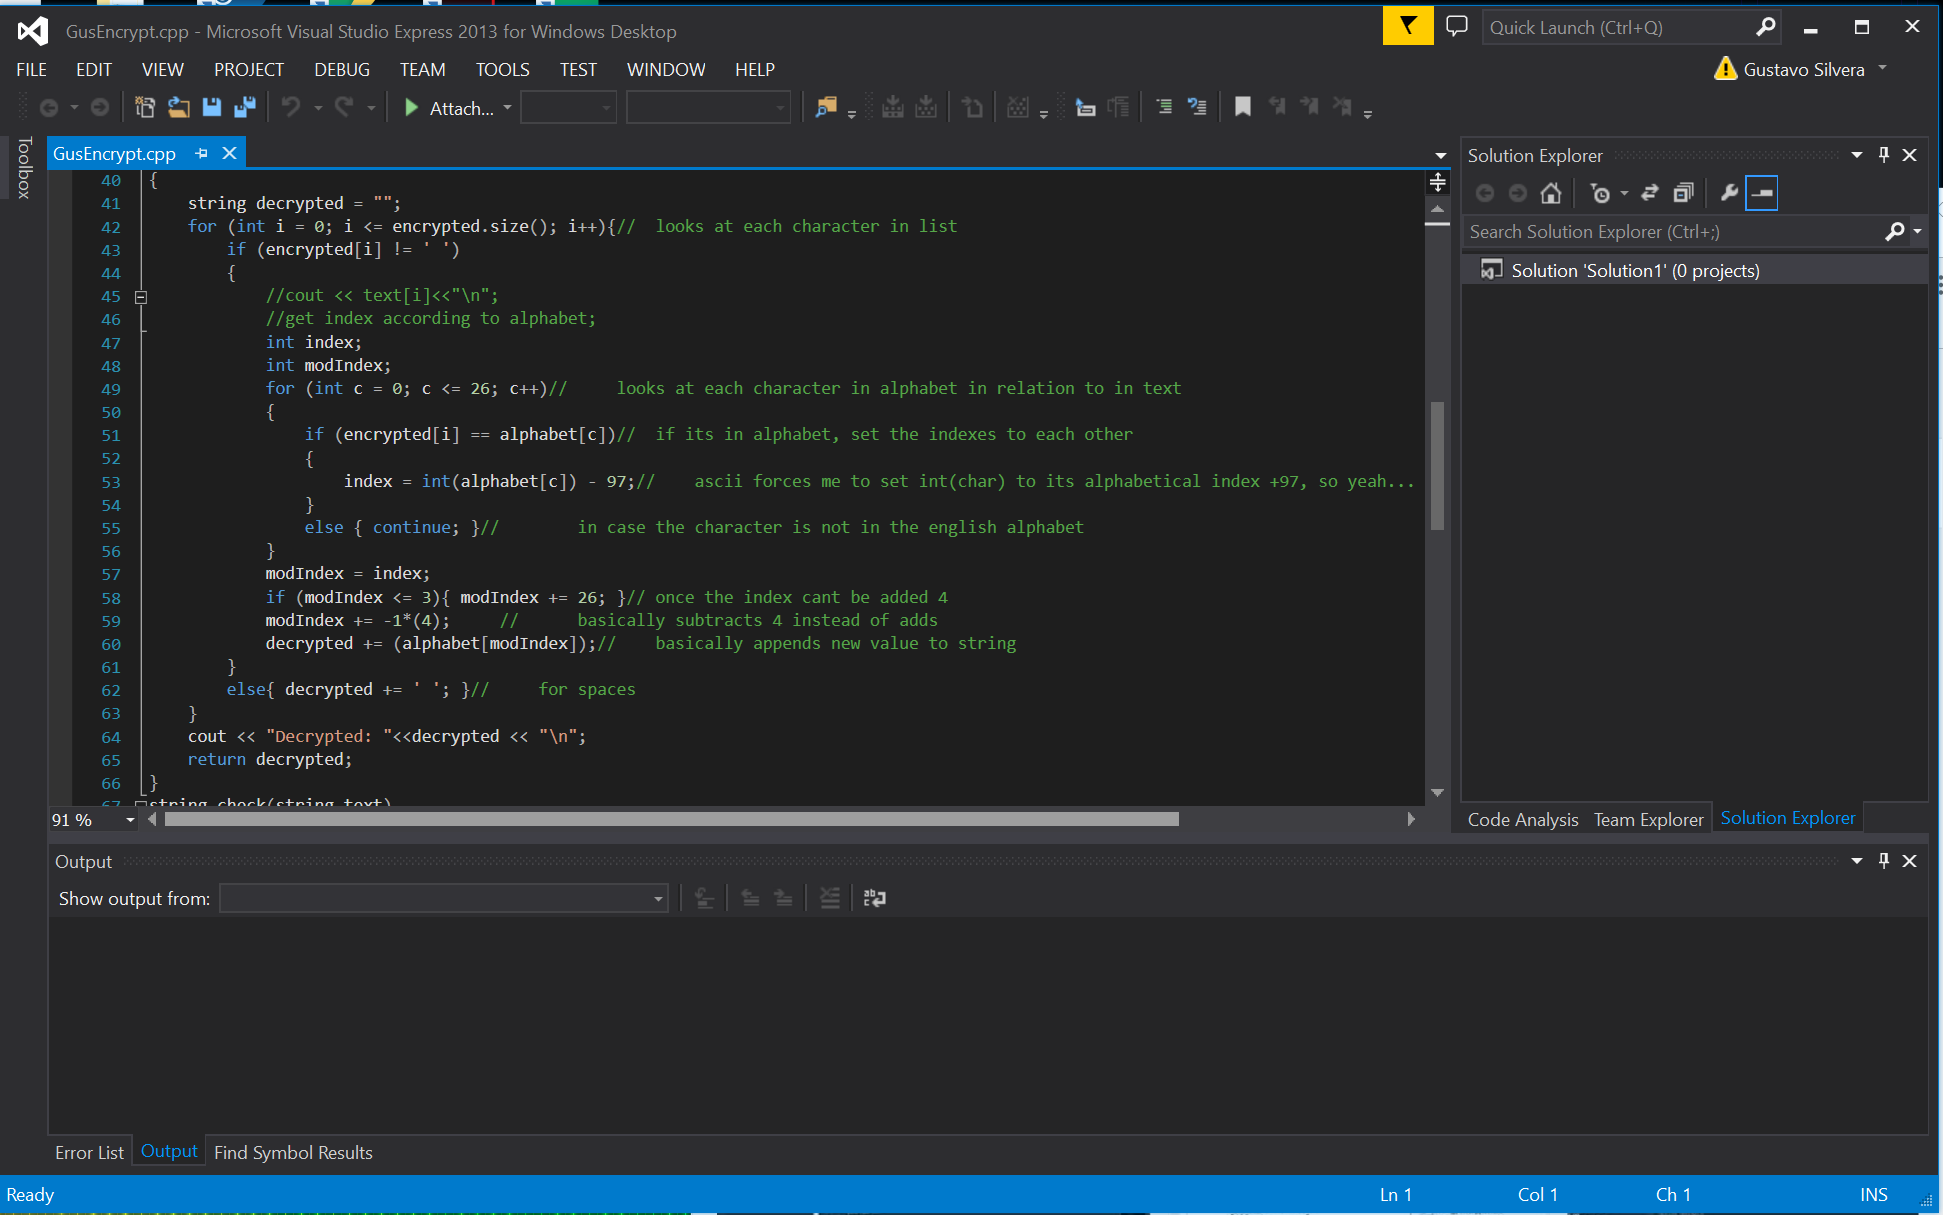 GusEncrypt.cpp - Microsoft Visual Studio Express 2013 for Windows Desktop
Quick Launch (Ctrl+Q)
FILE EDIT VIEW PROJECT DEBUG TEAM TOOLS TEST WINDOW HELP
Gustavo Silvera
Attach...
Toolbox
GusEncrypt.cpp
40 {
41 string decrypted = "";
42 for (int i = 0; i <= encrypted.size(); i++){// looks at each character in list
43 if (encrypted[i] != ' ')
44 {
45 //cout << text[i]<<"\n";
46 //get index according to alphabet;
47 int index;
48 int modIndex;
49 for (int c = 0; c <= 26; c++)// looks at each character in alphabet in relation to in text
50 {
51 if (encrypted[i] == alphabet[c])// if its in alphabet, set the indexes to each other
52 {
53 index = int(alphabet[c]) - 97;// ascii forces me to set int(char) to its alphabetical index +97, so yeah...
54 }
55 else { continue; }// in case the character is not in the english alphabet
56 }
57 modIndex = index;
58 if (modIndex <= 3){ modIndex += 26; }// once the index cant be added 4
59 modIndex += -1*(4); // basically subtracts 4 instead of adds
60 decrypted += (alphabet[modIndex]);// basically appends new value to string
61 }
62 else{ decrypted += ' '; }// for spaces
63 }
64 cout << "Decrypted: "<<decrypted << "\n";
65 return decrypted;
66 }
67 string check(string text)
91 %
Solution Explorer
Search Solution Explorer (Ctrl+;)
Solution 'Solution1' (0 projects)
Code Analysis Team Explorer Solution Explorer
Output
Show output from:
Error List Output Find Symbol Results
Ready Ln 1 Col 1 Ch 1 INS